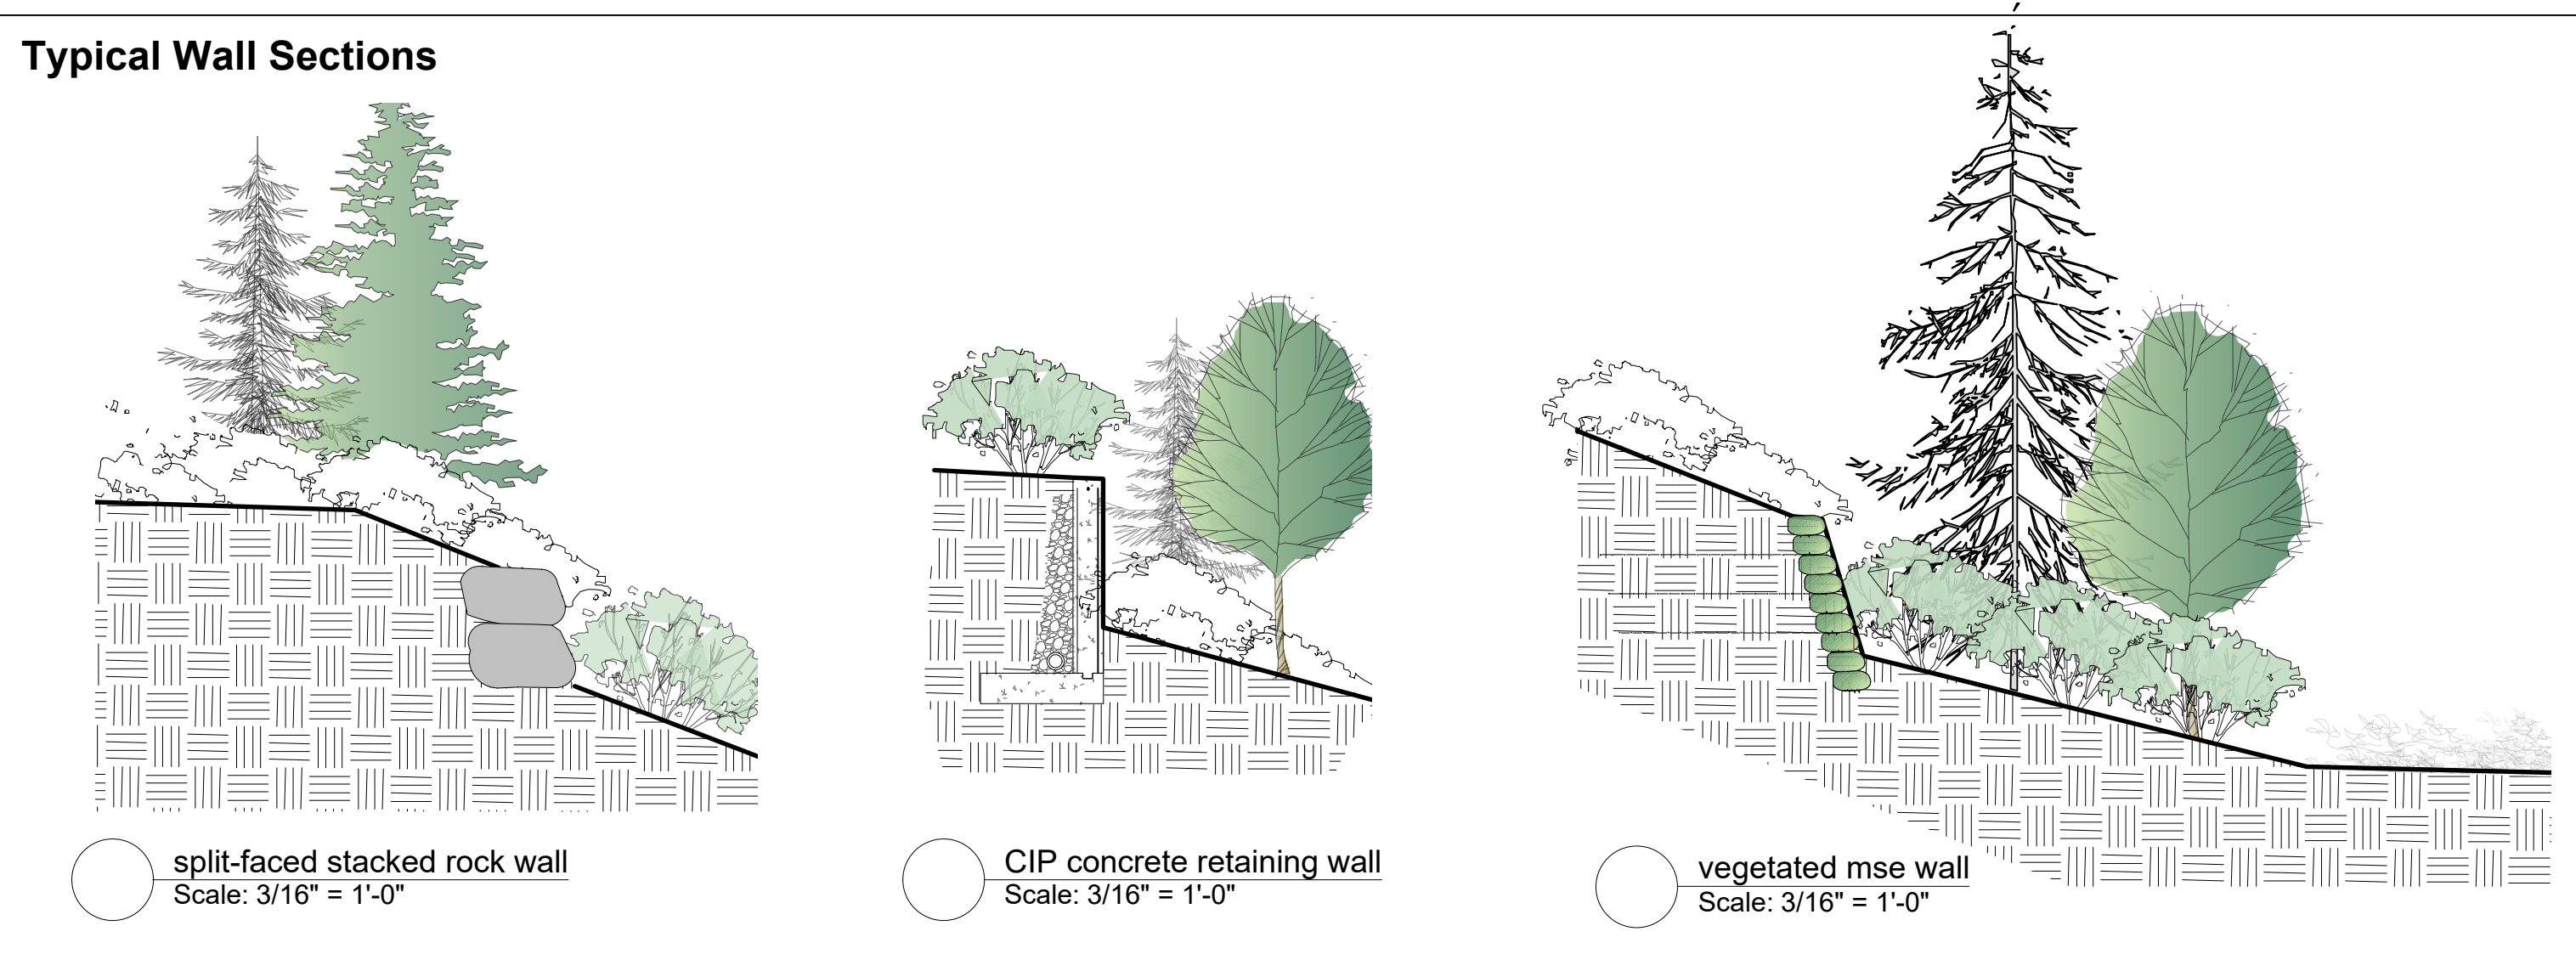 Typical Wall Sections
split-faced stacked rock wall
Scale: 3/16" = 1'-0"
CIP concrete retaining wall
Scale: 3/16" = 1'-0"
vegetated mse wall
Scale: 3/16" = 1'-0"